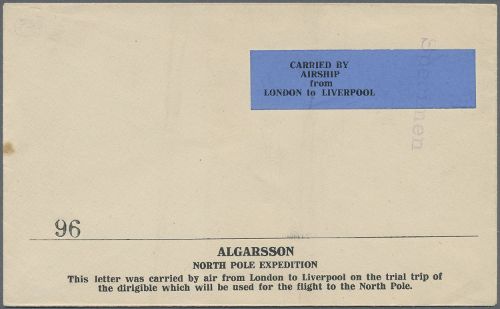 CARRIED BY
AIRSHIP
from
LONDON to LIVERPOOL
96
ALGARSSON
NORTH POLE EXPEDITION
This letter was carried by air from London to Liverpool on the trial trip of
the dirigible which will be used for the flight to the North Pole.